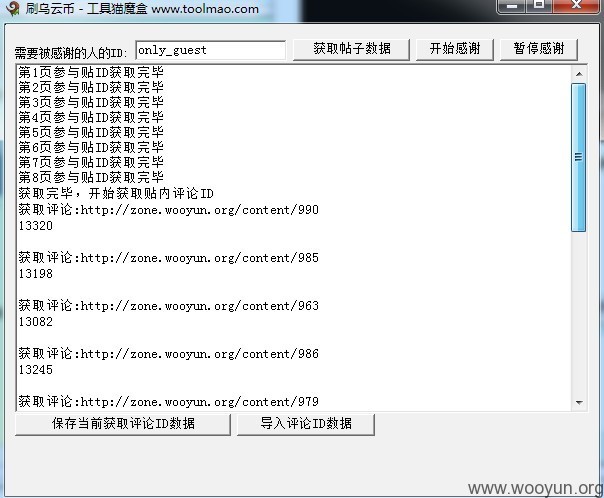 刷乌云币 - 工具猫魔盒 www.toolmao.com
需要被感谢的人的ID: only_guest 获取帖子数据 开始感谢 暂停感谢
第1页参与贴ID获取完毕
第2页参与贴ID获取完毕
第3页参与贴ID获取完毕
第4页参与贴ID获取完毕
第5页参与贴ID获取完毕
第6页参与贴ID获取完毕
第7页参与贴ID获取完毕
第8页参与贴ID获取完毕
获取完毕，开始获取贴内评论ID
获取评论:http://zone.wooyun.org/content/990
13320
获取评论:http://zone.wooyun.org/content/985
13198
获取评论:http://zone.wooyun.org/content/963
13082
获取评论:http://zone.wooyun.org/content/986
13245
获取评论:http://zone.wooyun.org/content/979
保存当前获取评论ID数据 导入评论ID数据
www.wooyun.org